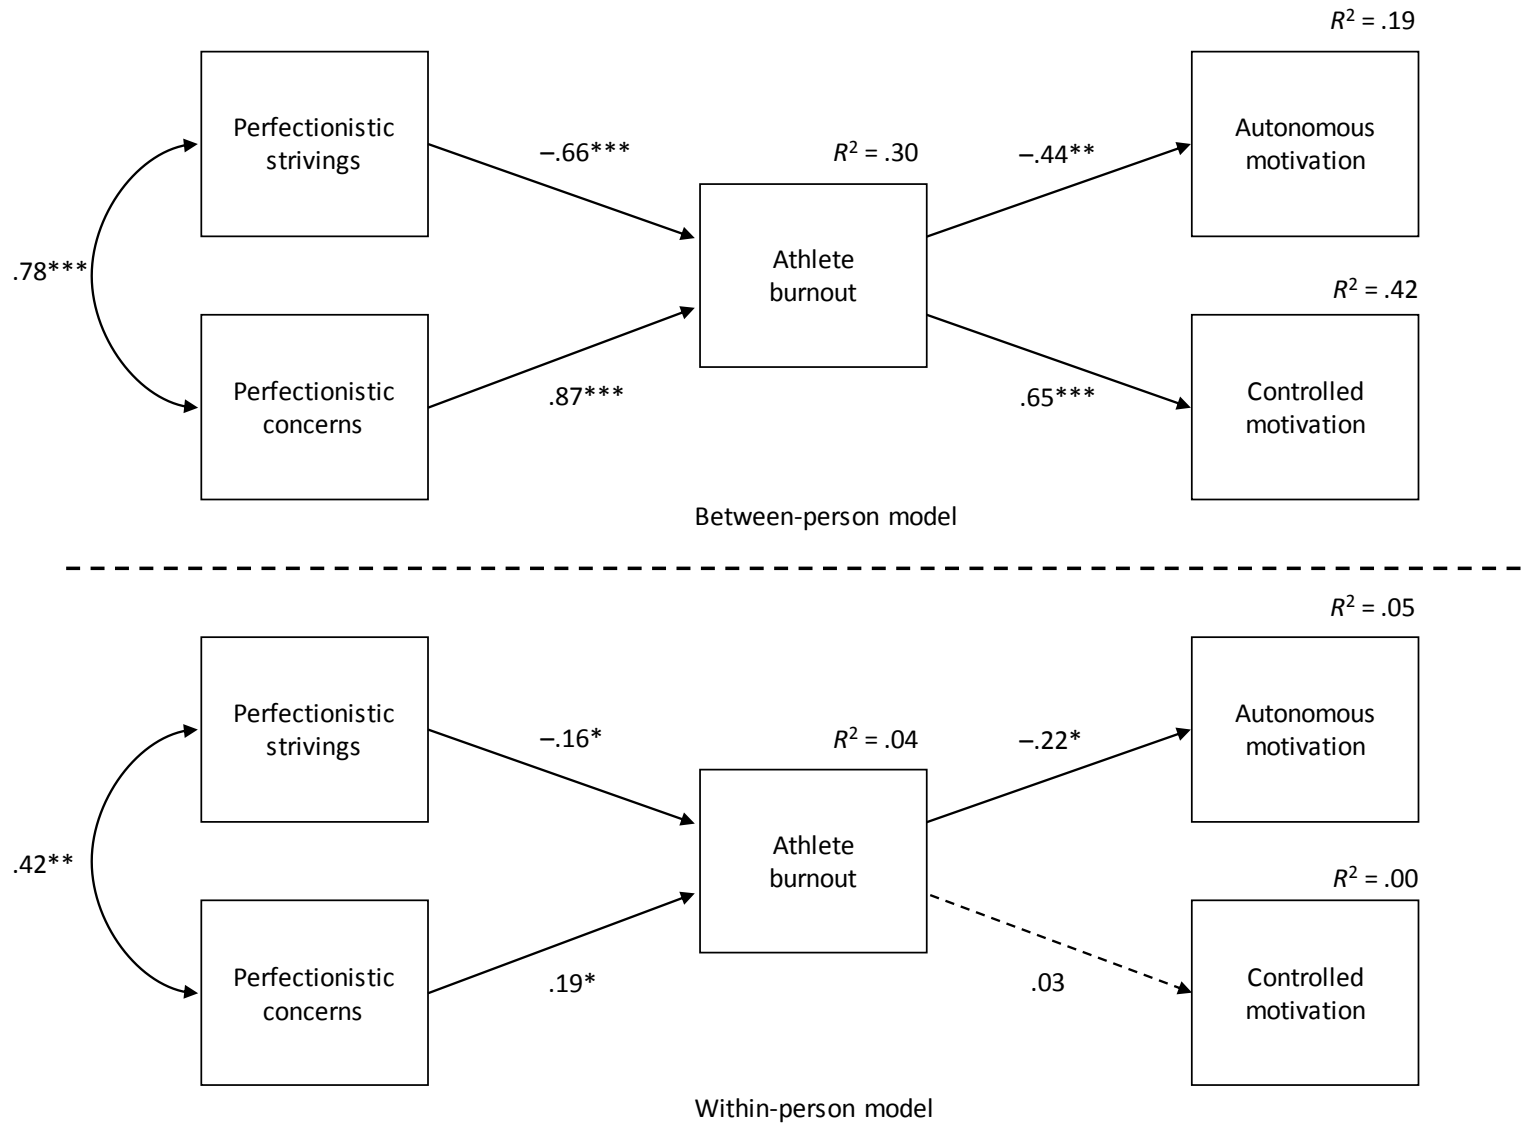 R² = .19
Perfectionistic
strivings
Autonomous
motivation
–.66***
R² = .30
–.44**
Athlete
burnout
.78***
R² = .42
Perfectionistic
concerns
.87***
.65***
Controlled
motivation
Between-person model
R² = .05
Perfectionistic
strivings
Autonomous
motivation
–.16*
R² = .04
–.22*
Athlete
burnout
.42**
R² = .00
Perfectionistic
concerns
.19*
.03
Controlled
motivation
Within-person model